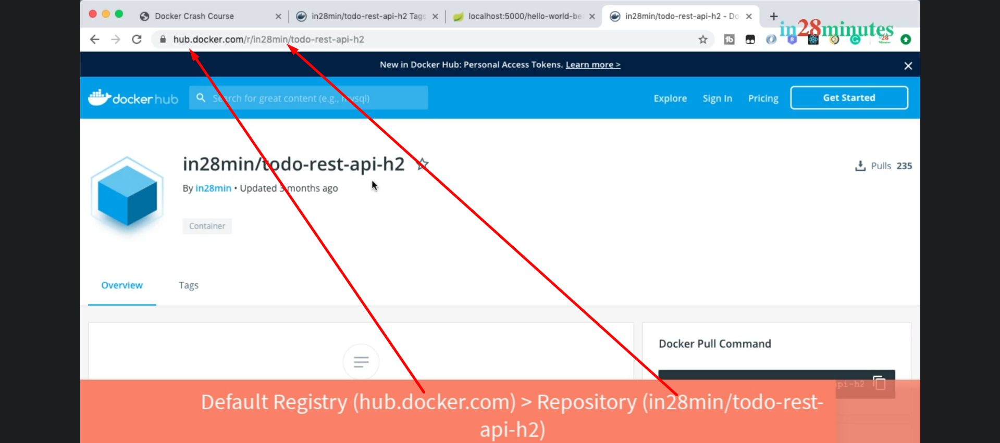 Docker Crash Course
in28min/todo-rest-api-h2 Tags
localhost:5000/hello-world-be
in28min/todo-rest-api-h2 - Do
in28minutes
hub.docker.com/r/in28min/todo-rest-api-h2
New in Docker Hub: Personal Access Tokens. Learn more >
docker hub
Search for great content (e.g., mysql)
Explore
Sign In
Pricing
Get Started
in28min/todo-rest-api-h2
Pulls 235
By in28min • Updated 3 months ago
Container
Overview
Tags
Docker Pull Command
pi-h2
Default Registry (hub.docker.com) > Repository (in28min/todo-rest-
api-h2)